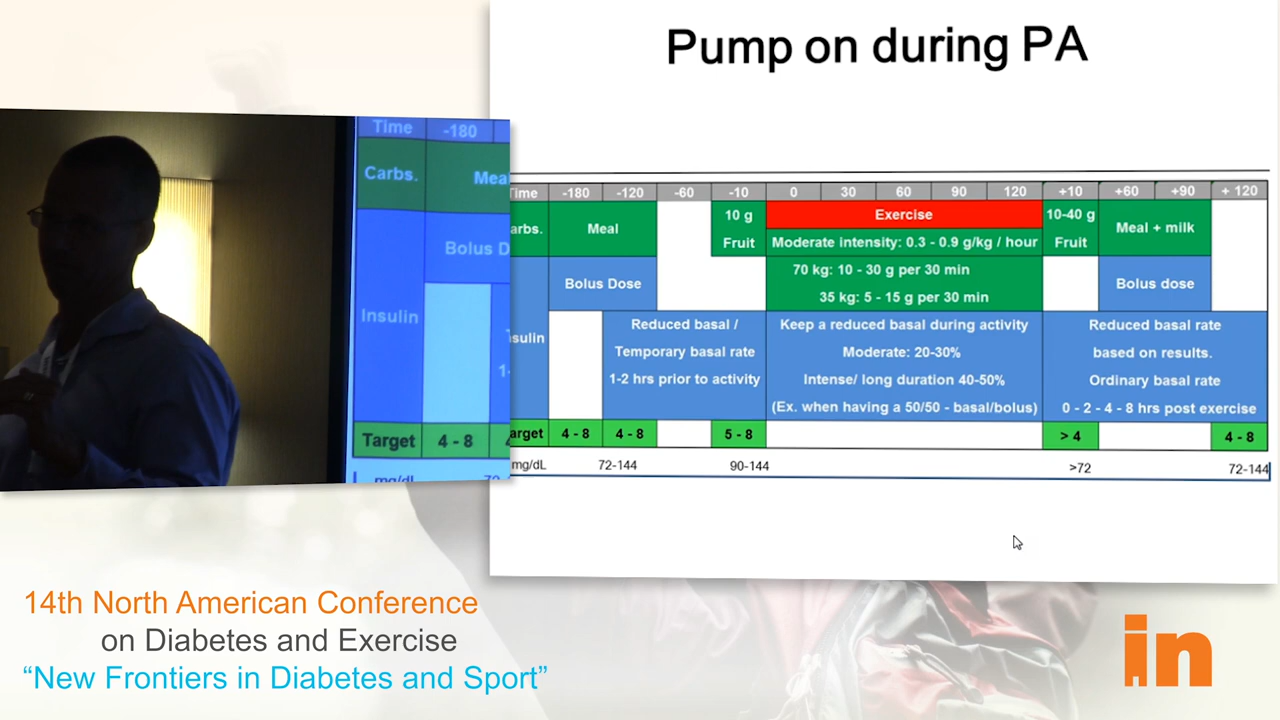 Pump on during PA
Time -180
Carbs. Mea
Bolus D
Insulin
Target 4 - 8
mg/dL
Time -180 -120 -60 -10 0 30 60 90 120 +10 +60 +90 + 120
arbs. Meal 10 g Fruit Exercise 10-40 g Fruit Meal + milk
Moderate intensity: 0.3 - 0.9 g/kg / hour
70 kg: 10 - 30 g per 30 min
35 kg: 5 - 15 g per 30 min
Bolus Dose Bolus dose
nsulin Reduced basal / Keep a reduced basal during activity Reduced basal rate
Temporary basal rate Moderate: 20-30% based on results.
1-2 hrs prior to activity Intense/ long duration 40-50% Ordinary basal rate
(Ex. when having a 50/50 - basal/bolus) 0 - 2 - 4 - 8 hrs post exercise
arget 4 - 8 4 - 8 5 - 8 > 4 4 - 8
mg/dL 72-144 90-144 >72 72-144
14th North American Conference
on Diabetes and Exercise
“New Frontiers in Diabetes and Sport”
in